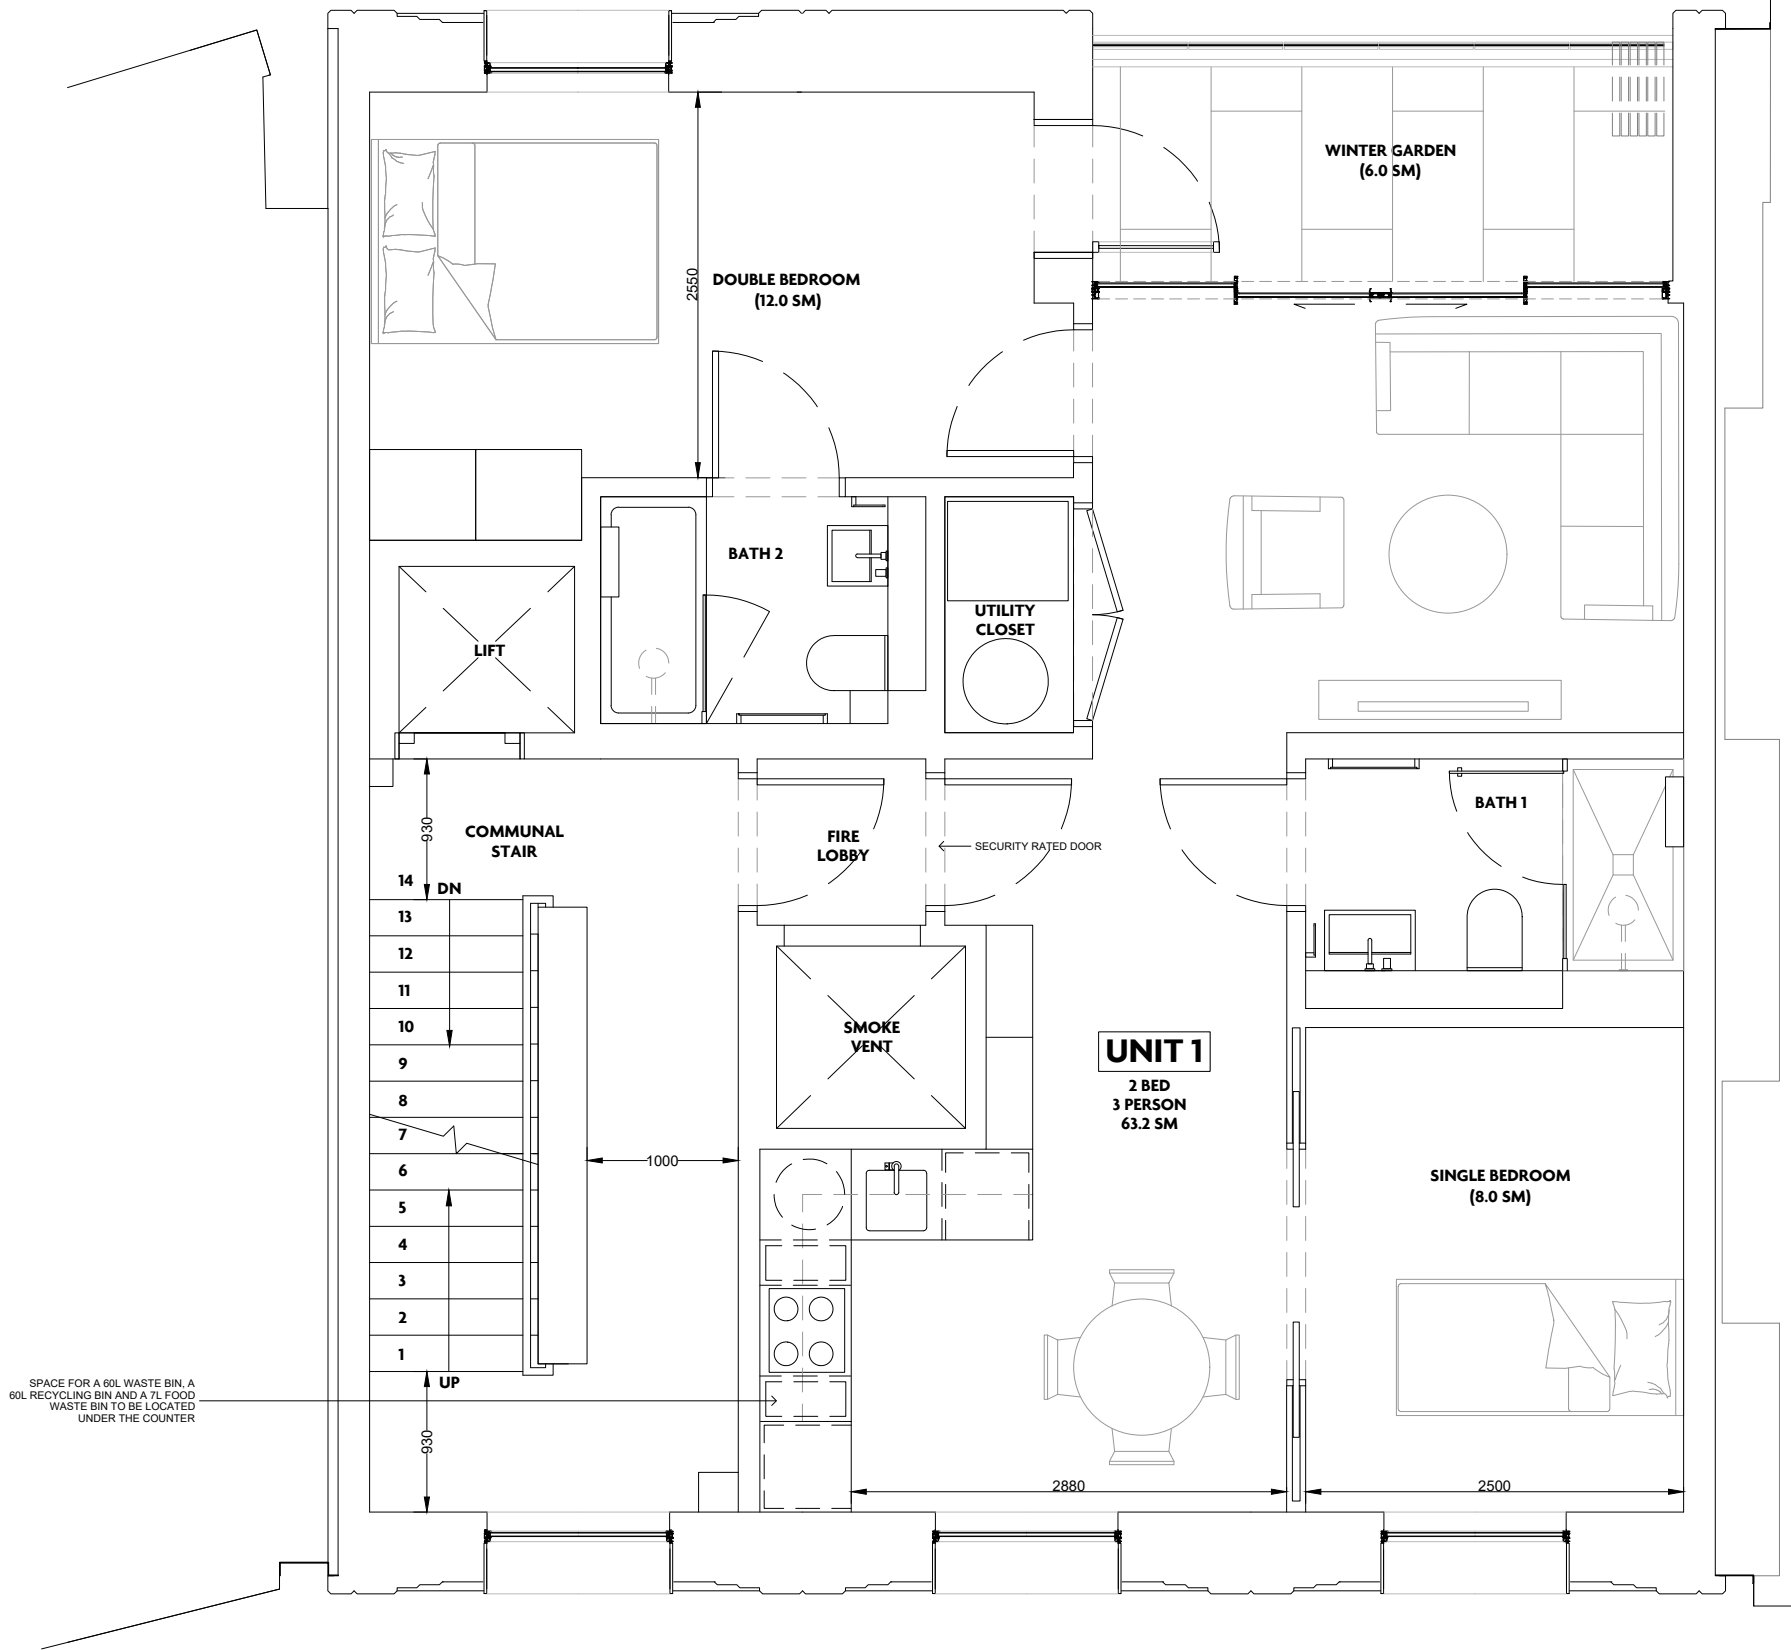 WINTER GARDEN
(6.0 SM)
DOUBLE BEDROOM
(12.0 SM)
2550
BATH 2
UTILITY
CLOSET
LIFT
COMMUNAL
STAIR
930
FIRE
LOBBY
SECURITY RATED DOOR
BATH 1
14
DN
13
12
11
10
9
8
7
6
5
4
3
2
1
UP
930
1000
SMOKE
VENT
UNIT 1
2 BED
3 PERSON
63.2 SM
SINGLE BEDROOM
(8.0 SM)
SPACE FOR A 60L WASTE BIN, A
60L RECYCLING BIN AND A 7L FOOD
WASTE BIN TO BE LOCATED
UNDER THE COUNTER
2880
2500